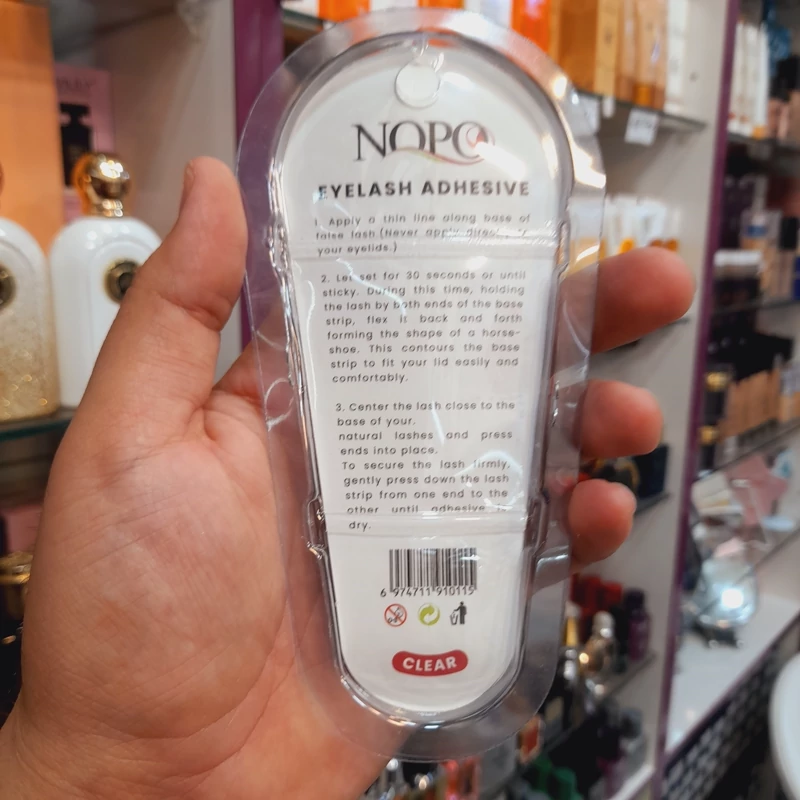 NOPO
EYELASH ADHESIVE
1. Apply a thin line along base of
false lash.(Never apply directly to
your eyelids.)
2. Let set for 30 seconds or until
sticky. During this time, holding
the lash by both ends of the base
strip, flex it back and forth
forming the shape of a horse-
shoe. This contours the base
strip to fit your lid easily and
comfortably.
3. Center the lash close to the
base of your.
natural lashes and press
ends into place.
To secure the lash firmly,
gently press down the lash
strip from one end to the
other until adhesive is
dry.
6 974711 910115
CLEAR